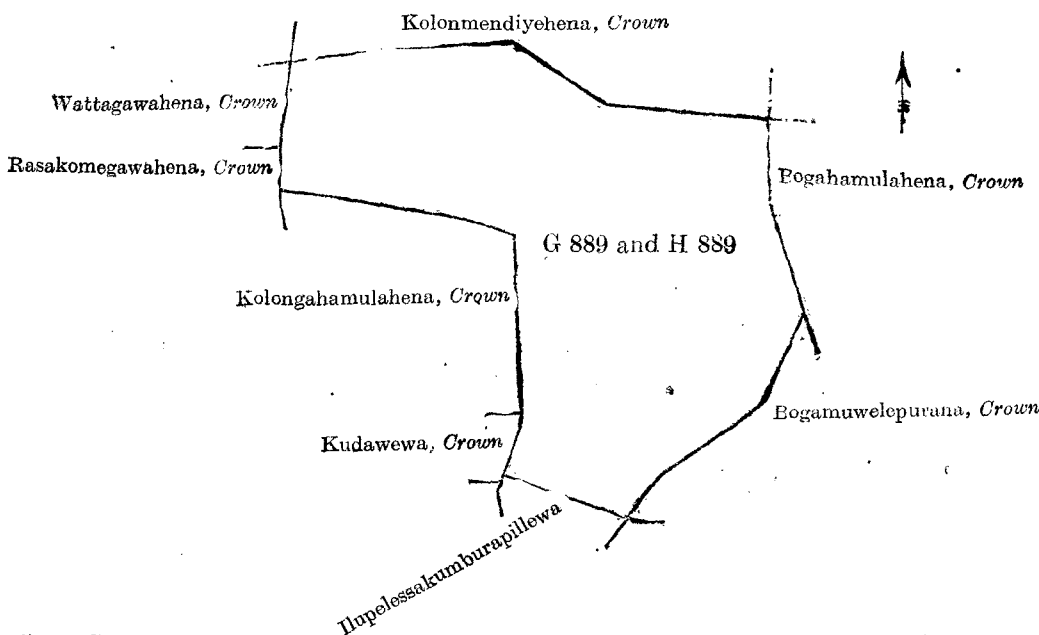 Kolonmendiyehena, Crown
Wattagawahena, Crown
Rasakomegawahena, Crown
Bogahamulahena, Crown
G 889 and H 889
Kolongahamulahena, Crown
Bogamuwelepurana, Crown
Kudawewa, Crown
Ilupelessakumburapillewa